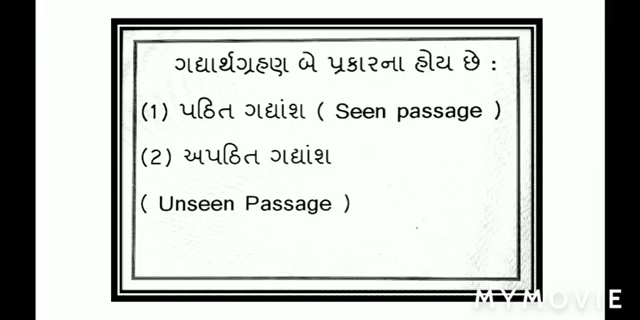 ગદ્યાર્થગ્રહણ બે પ્રકારના હોય છે :
(1) પઠિત ગદ્યાંશ ( Seen passage )
(2) અપઠિત ગદ્યાંશ
( Unseen Passage )
MYMOVIE